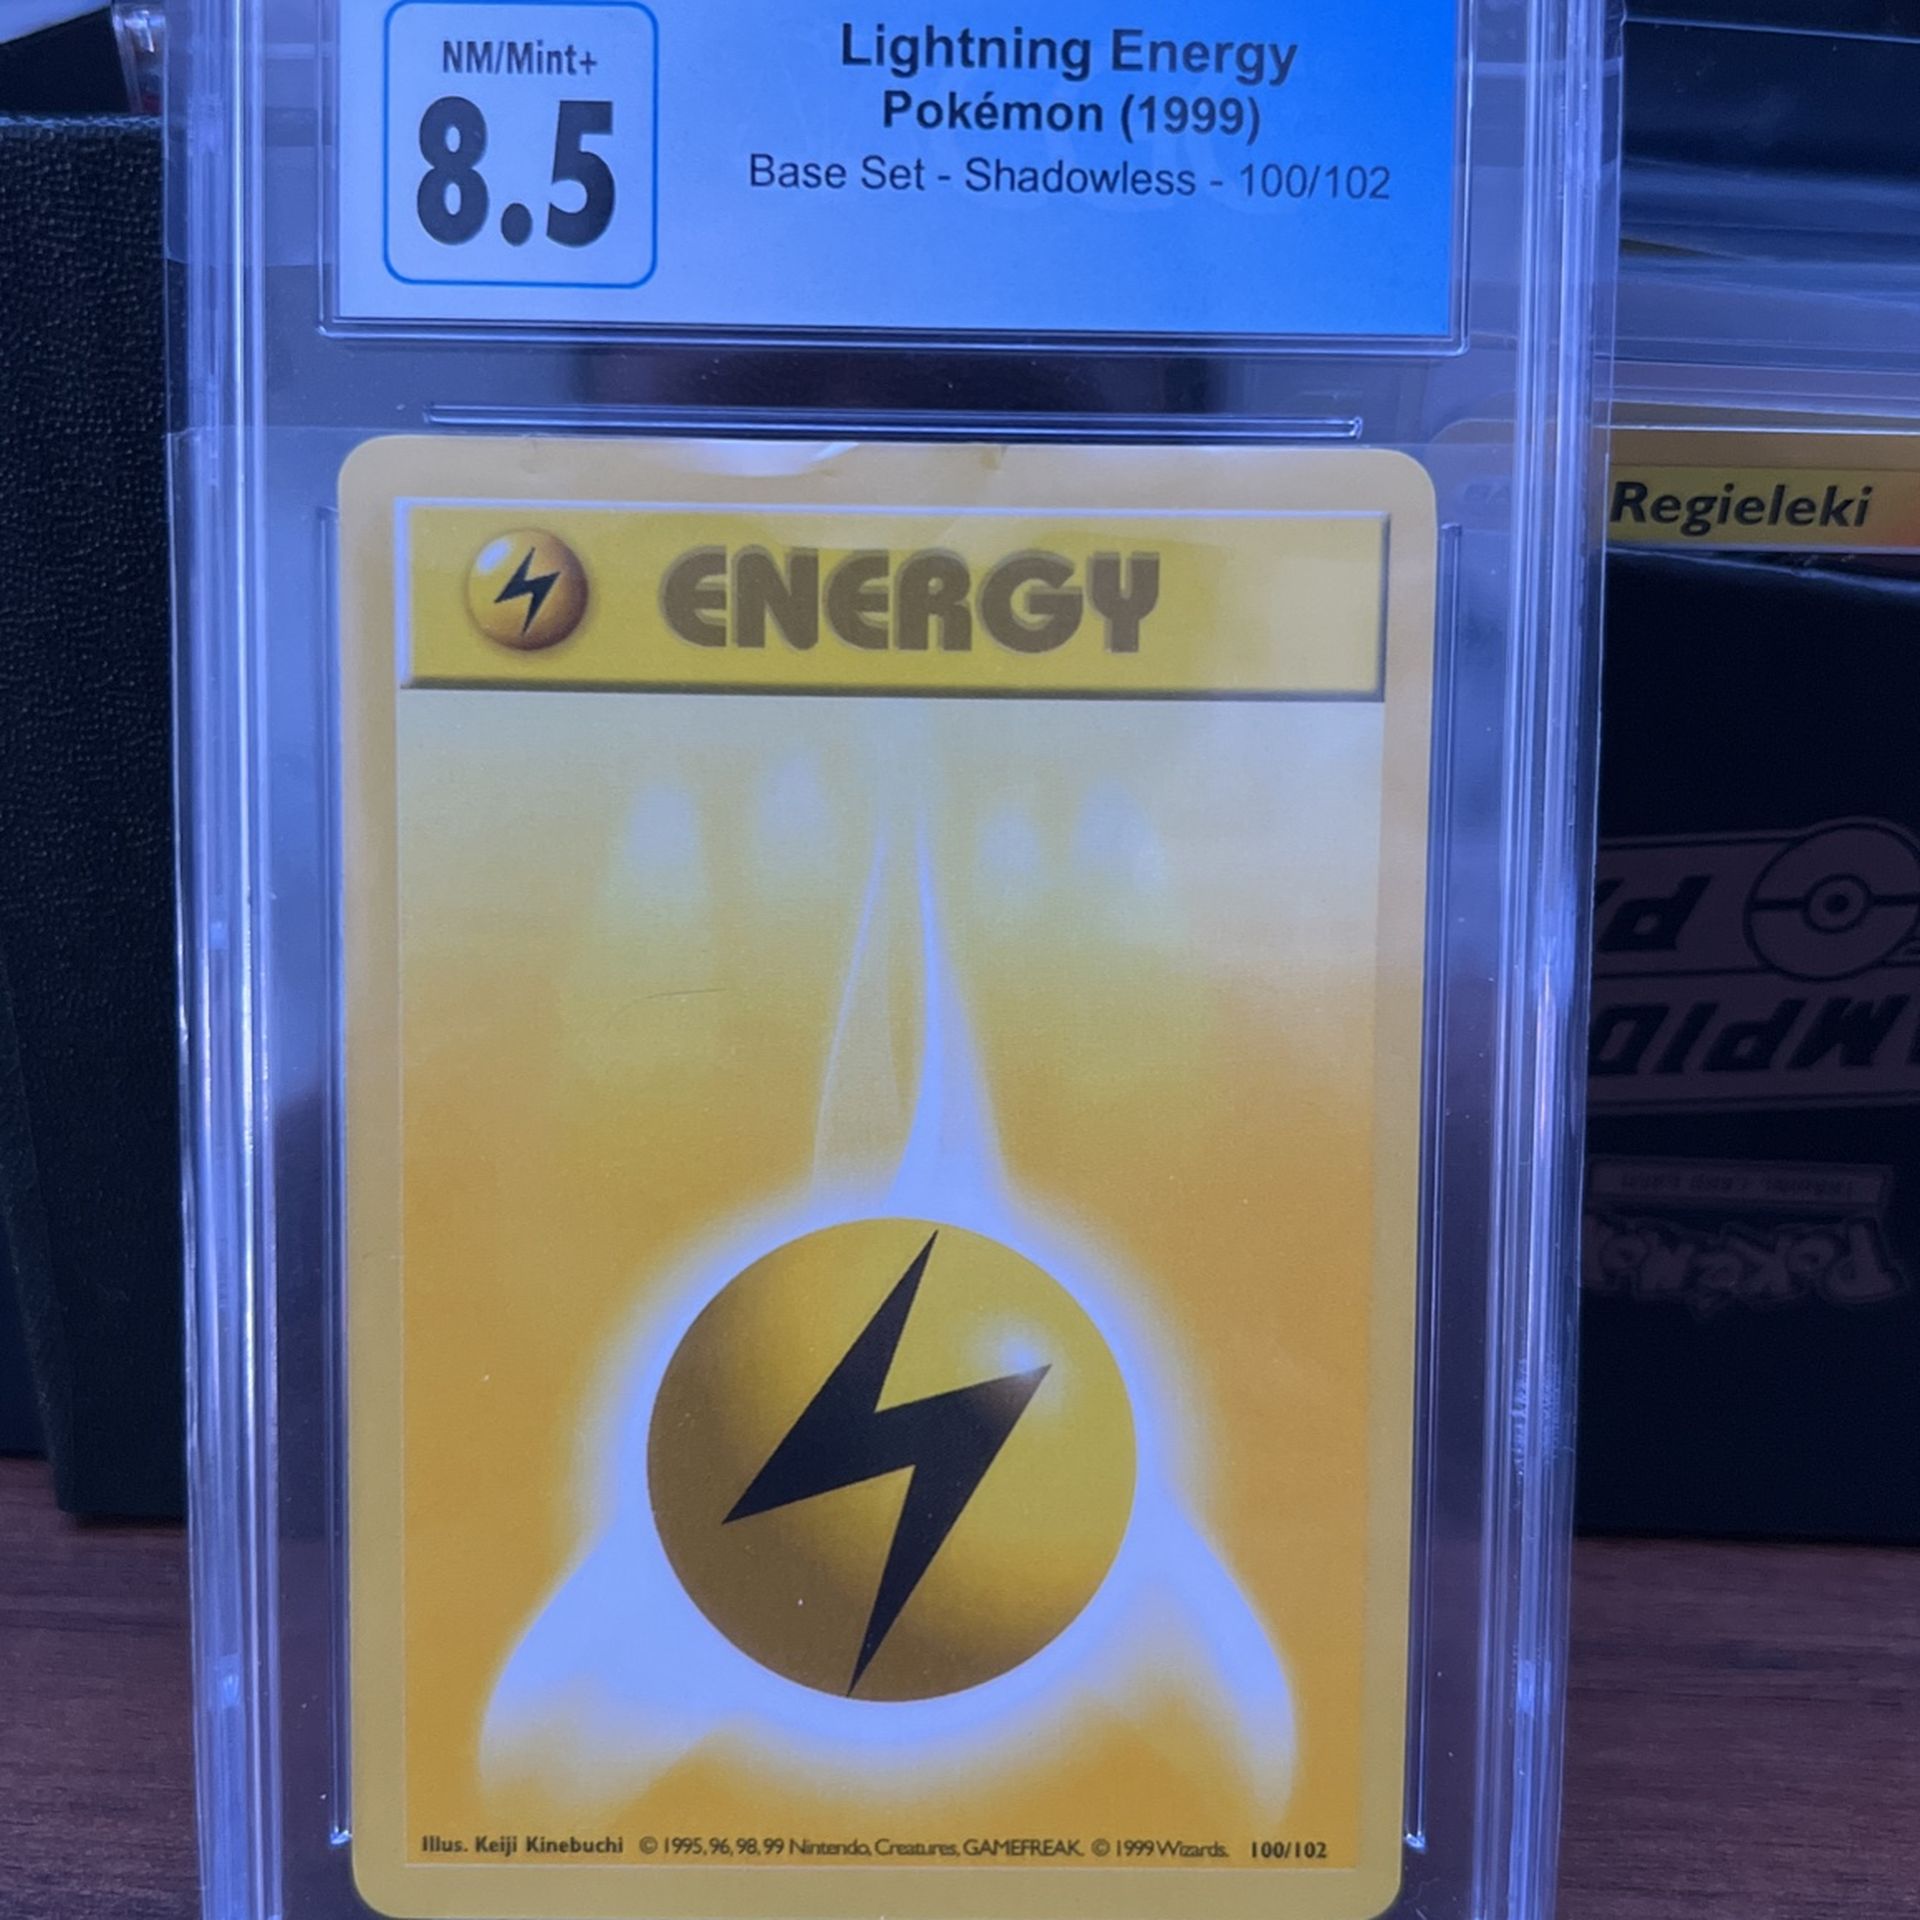 NM/Mint+
8.5
Lightning Energy
Pokémon (1999)
Base Set - Shadowless - 100/102
Regieleki
ENERGY
POKÉMON
Illus. Keiji Kinebuchi © 1995, 96, 98, 99 Nintendo, Creatures, GAMEFREAK. © 1999 Wizards. 100/102